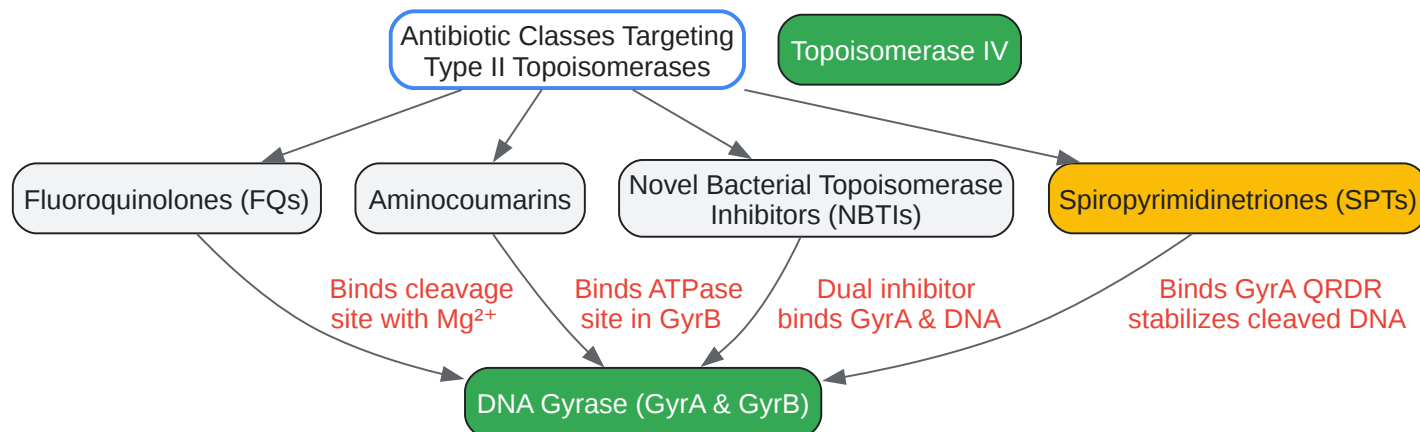 Antibiotic Classes Targeting
Type II Topoisomerases
Topoisomerase IV
Fluoroquinolones (FQs)
Aminocoumarins
Novel Bacterial Topoisomerase
Inhibitors (NBTIs)
Spiropyrimidinetriones (SPTs)
Binds cleavage
site with Mg²⁺
Binds ATPase
site in GyrB
Dual inhibitor
binds GyrA & DNA
Binds GyrA QRDR
stabilizes cleaved DNA
DNA Gyrase (GyrA & GyrB)